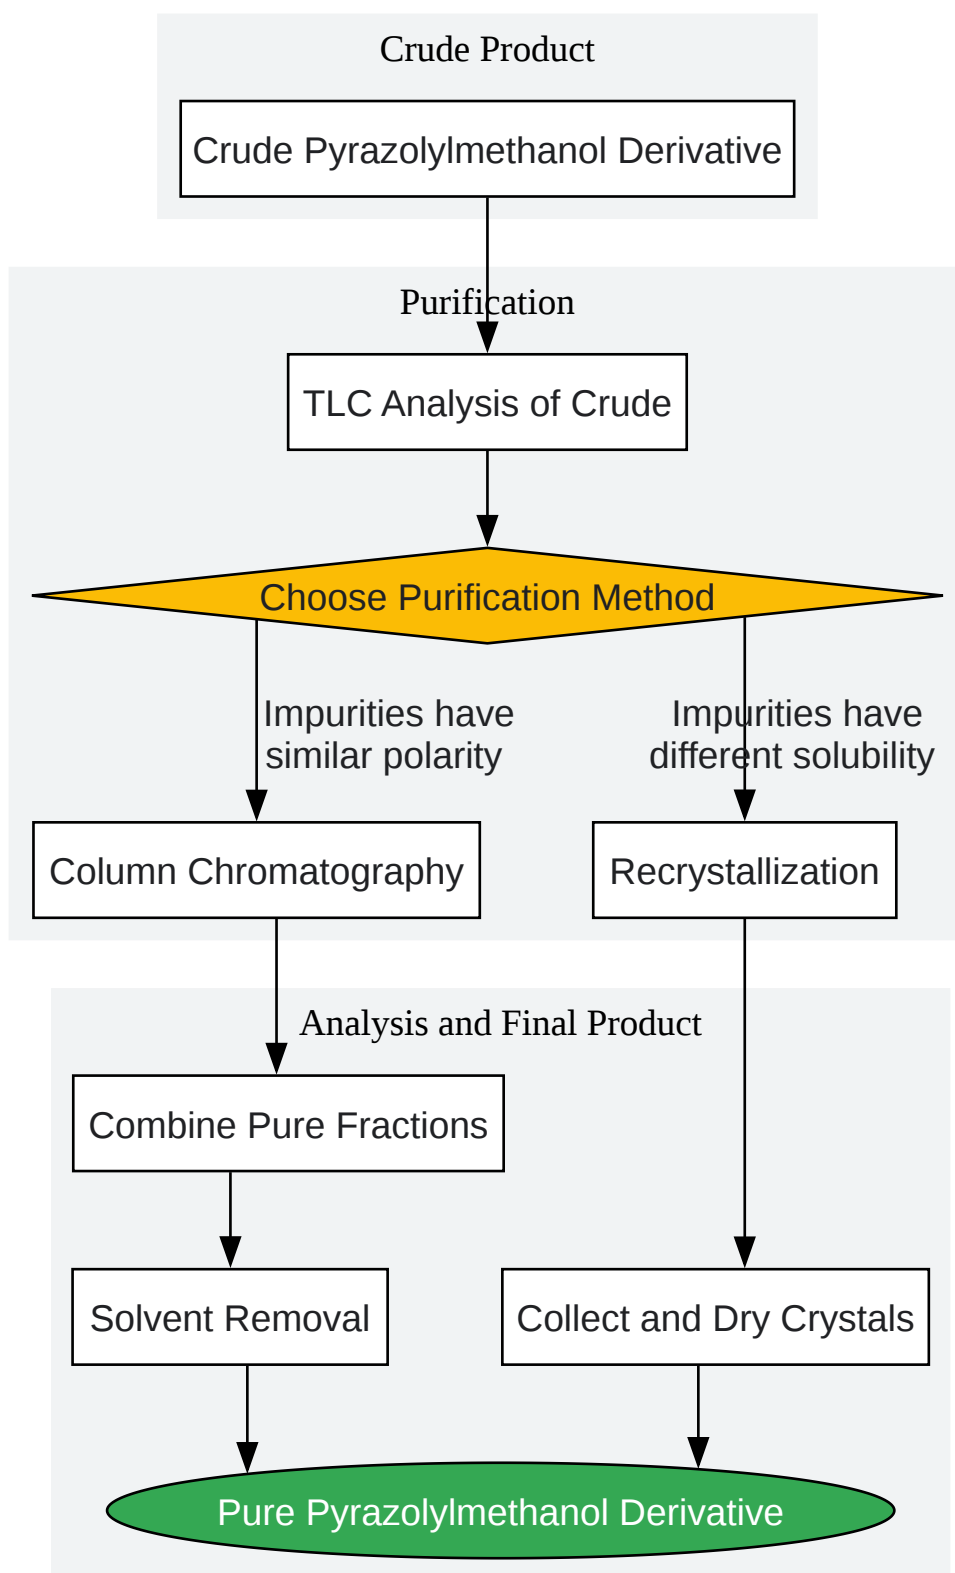 Crude Product
Crude Pyrazolylmethanol Derivative
Purification
TLC Analysis of Crude
Choose Purification Method
Impurities have
similar polarity
Impurities have
different solubility
Column Chromatography
Recrystallization
Analysis and Final Product
Combine Pure Fractions
Solvent Removal
Collect and Dry Crystals
Pure Pyrazolylmethanol Derivative